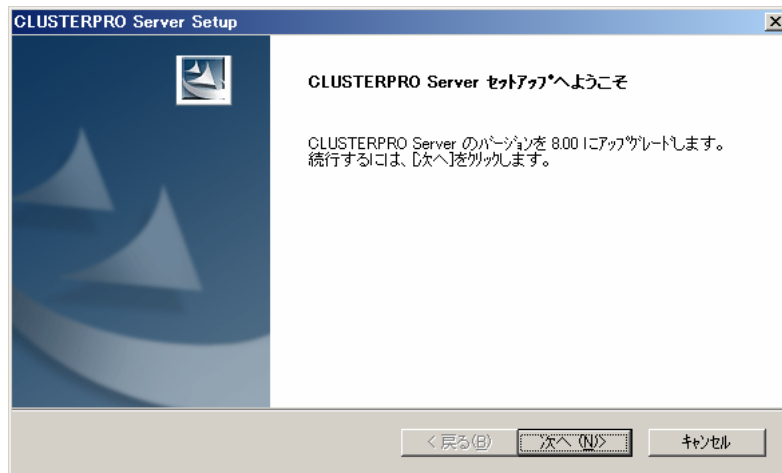 CLUSTERPRO Server Setup
CLUSTERPRO Server セットアップへようこそ
CLUSTERPRO Server のバージョンを 8.00 にアップグレードします。
続行するには、[次へ]をクリックします。
< 戻る(B)
次へ (N)>
キャンセル